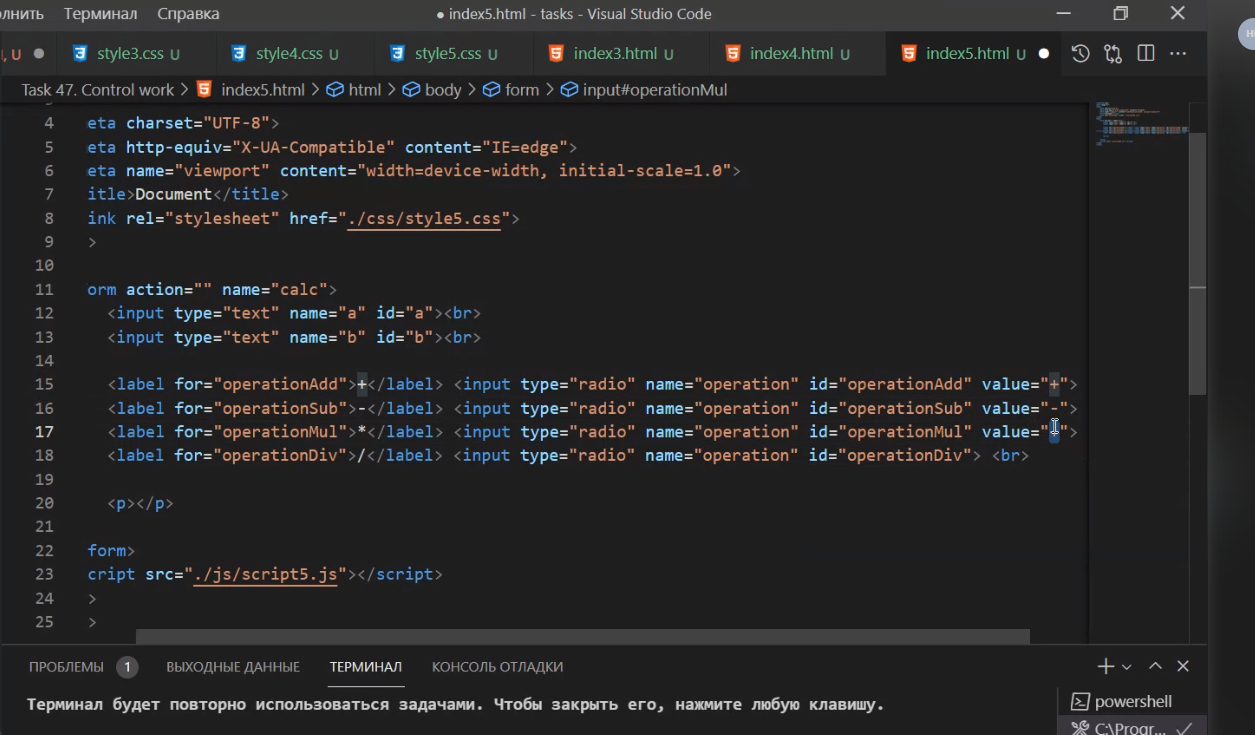 лнить Терминал Справка ● index5.html - tasks - Visual Studio Code
, U ● style3.css U style4.css U style5.css U index3.html U index4.html U index5.html U ●
Task 47. Control work > index5.html > html > body > form > input#operationMul
4 eta charset="UTF-8">
5 eta http-equiv="X-UA-Compatible" content="IE=edge">
6 eta name="viewport" content="width=device-width, initial-scale=1.0">
7 itle>Document</title>
8 ink rel="stylesheet" href="./css/style5.css">
9 >
10
11 orm action="" name="calc">
12 <input type="text" name="a" id="a"><br>
13 <input type="text" name="b" id="b"><br>
14
15 <label for="operationAdd">+</label> <input type="radio" name="operation" id="operationAdd" value="+">
16 <label for="operationSub">-</label> <input type="radio" name="operation" id="operationSub" value="-">
17 <label for="operationMul">*</label> <input type="radio" name="operation" id="operationMul" value="">
18 <label for="operationDiv">/</label> <input type="radio" name="operation" id="operationDiv"> <br>
19
20 <p></p>
21
22 form>
23 cript src="./js/script5.js"></script>
24 >
25 >
ПРОБЛЕМЫ 1 ВЫХОДНЫЕ ДАННЫЕ ТЕРМИНАЛ КОНСОЛЬ ОТЛАДКИ
Терминал будет повторно использоваться задачами. Чтобы закрыть его, нажмите любую клавишу.
powershell
C:\Progr...